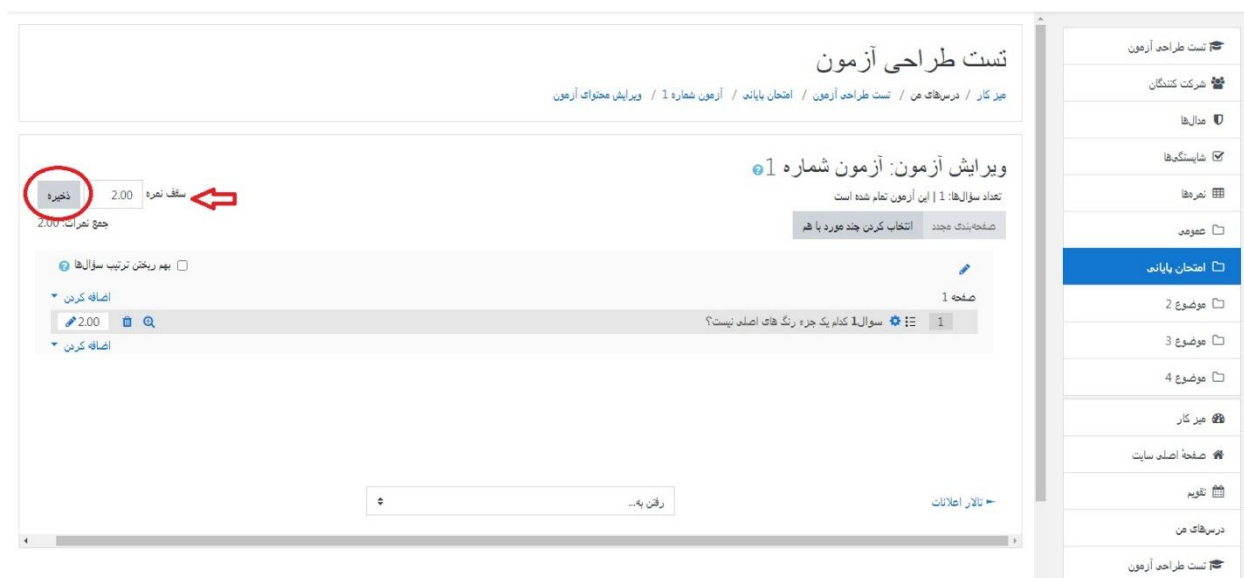 تست طراحی آزمون
میز کار / درس‌های من / تست طراحی آزمون / امتحان پایانی / آزمون شماره 1 / ویرایش محتوای آزمون
ویرایش آزمون: آزمون شماره 1
تعداد سؤال‌ها: 1 | این آزمون تمام شده است
سقف نمره 2.00 ذخیره
جمع نمرات: 2.00
صفحه‌بندی مجدد انتخاب کردن چند مورد با هم
بهم ریختن ترتیب سؤال‌ها
صفحه 1
اضافه کردن
1 سوال1 کدام یک جزء رنگ های اصلی نیست؟ 2.00
اضافه کردن
تالار اعلانات
رفتن به...
تست طراحی آزمون
شرکت کنندگان
مدال‌ها
شایستگی‌ها
نمره‌ها
عمومی
امتحان پایانی
موضوع 2
موضوع 3
موضوع 4
میز کار
صفحهٔ اصلی سایت
تقویم
درس‌های من
تست طراحی آزمون